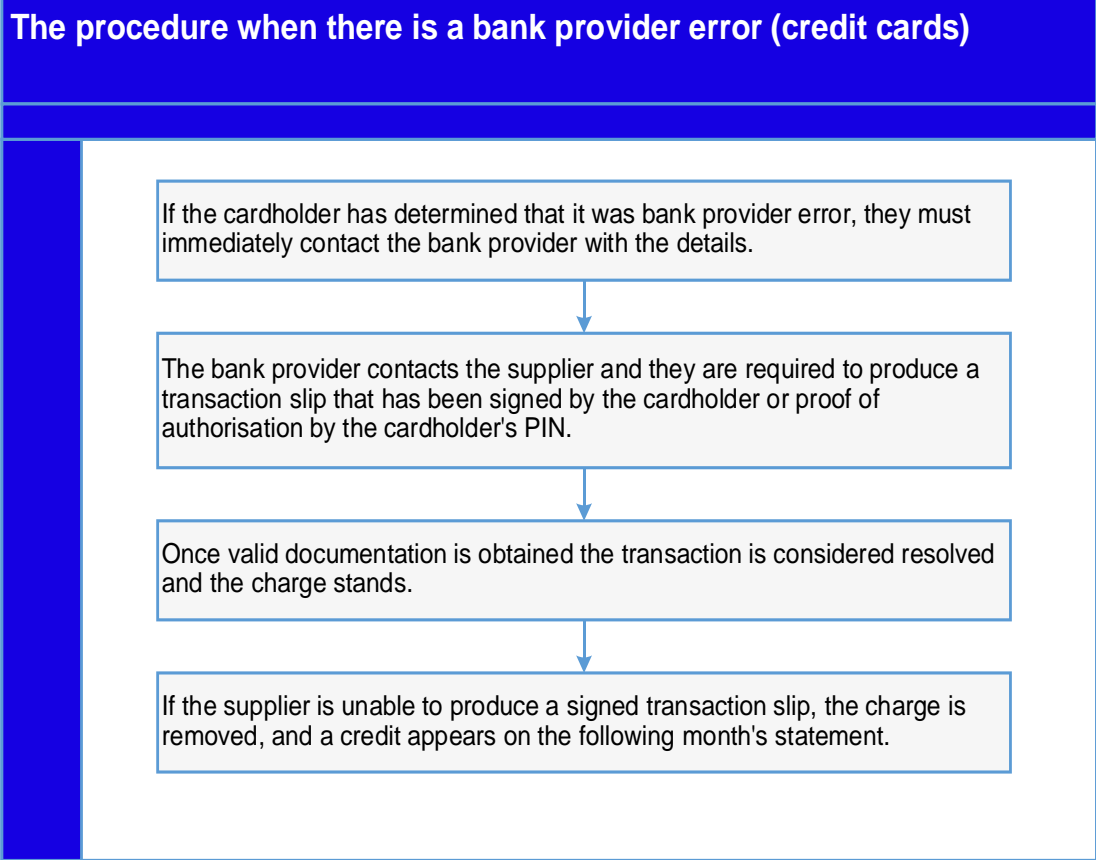 The procedure when there is a bank provider error (credit cards)
If the cardholder has determined that it was bank provider error, they must
immediately contact the bank provider with the details.
The bank provider contacts the supplier and they are required to produce a
transaction slip that has been signed by the cardholder or proof of
authorisation by the cardholder's PIN.
Once valid documentation is obtained the transaction is considered resolved
and the charge stands.
If the supplier is unable to produce a signed transaction slip, the charge is
removed, and a credit appears on the following month's statement.